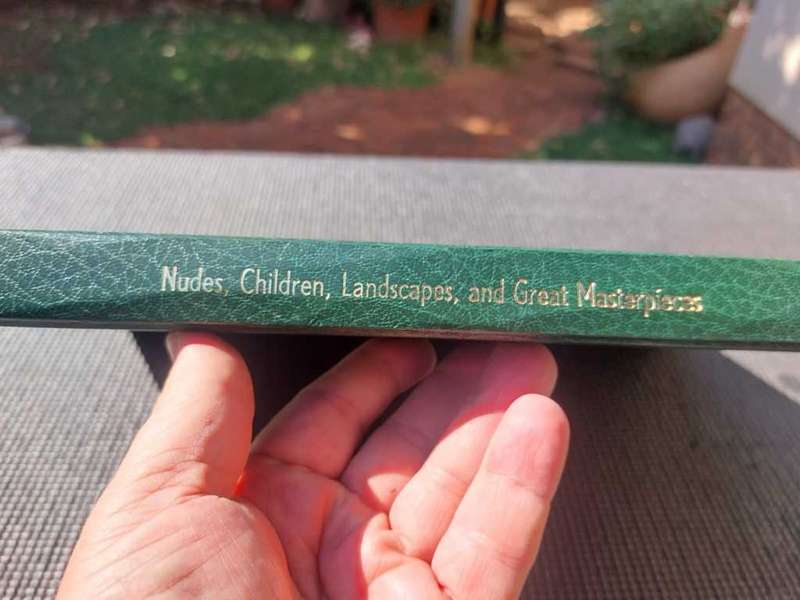 Nudes, Children, Landscapes, and Great Masterpieces